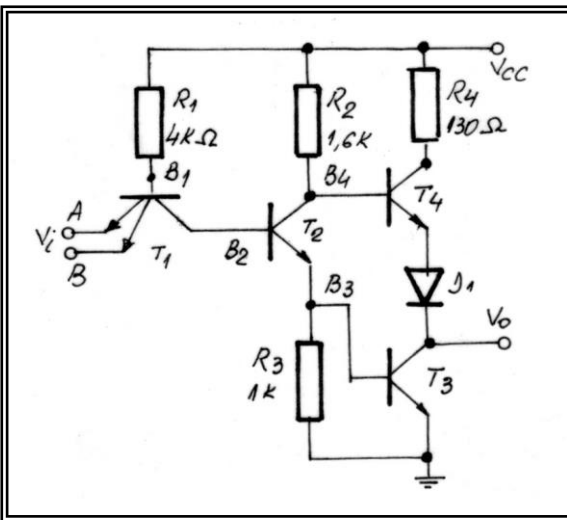 VCC
R1
4KΩ
R2
1,6K
R4
130Ω
B1
B4
A
Vi
B
T1
B2
T2
T4
D1
B3
Vo
R3
1K
T3